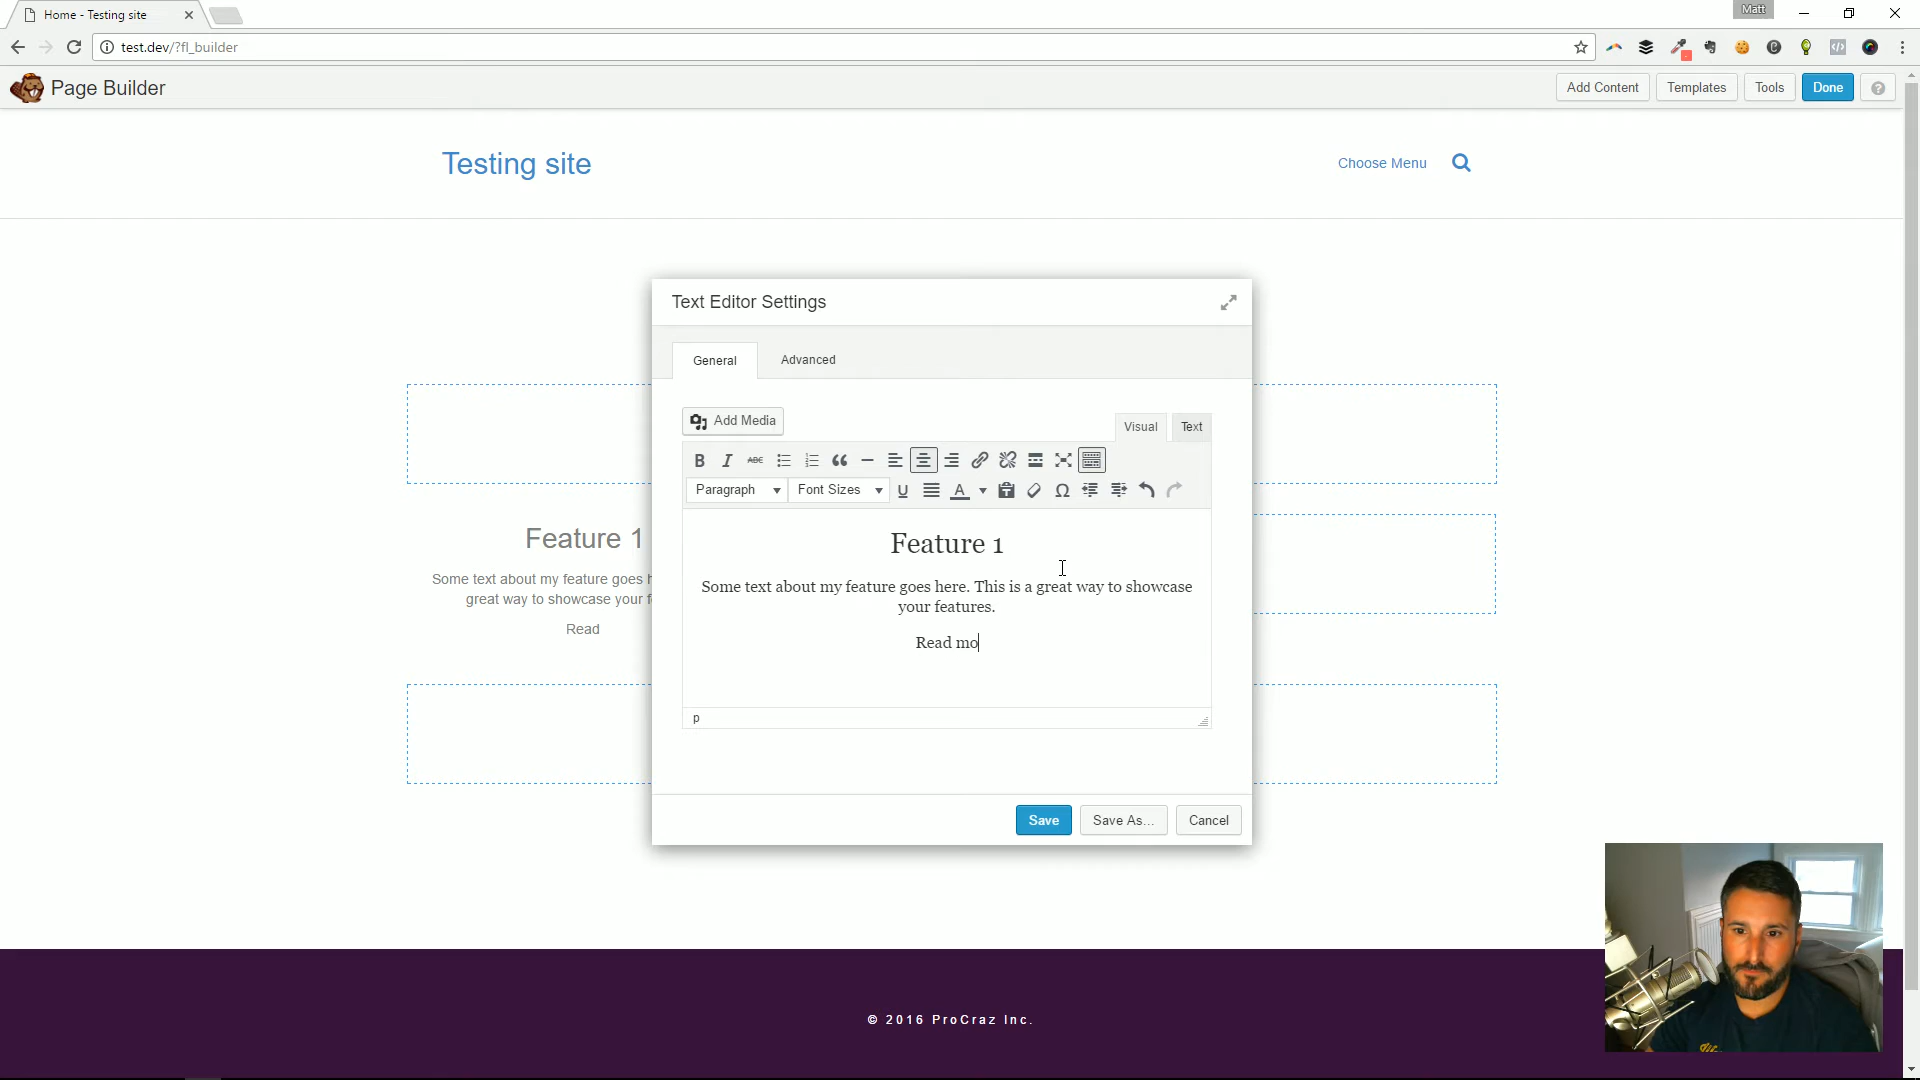 Home - Testing site
Matt
test.dev/?fl_builder
Page Builder
Add Content
Templates
Tools
Done
?
Testing site
Choose Menu
Text Editor Settings
General
Advanced
Add Media
Visual
Text
B I ABC
Paragraph
Font Sizes
U A Ω
Feature 1
Some text about my feature goes here. This is a great way to showcase
your features.
Read mo
p
Feature 1
Some text about my feature goes
great way to showcase your
Read
Save
Save As...
Cancel
© 2016 ProCraz Inc.